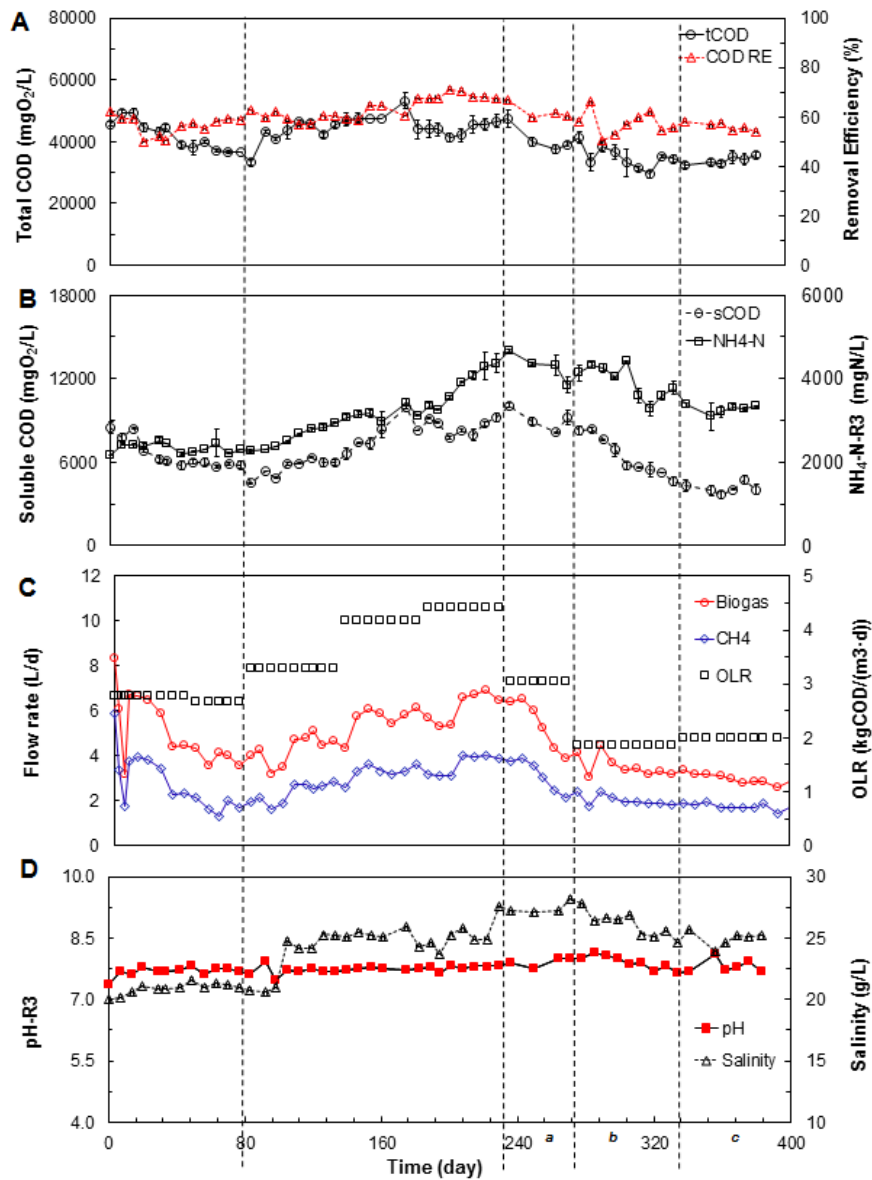 A
80000
60000
40000
20000
0
Total COD (mgO2/L)
tCOD
COD RE
100
80
60
40
20
0
Removal Efficiency (%)
B
18000
12000
6000
0
Soluble COD (mgO2/L)
sCOD
NH4-N
6000
4000
2000
0
NH4-N-R3 (mgN/L)
C
12
10
8
6
4
2
0
Flow rate (L/d)
Biogas
CH4
OLR
5
4
3
2
1
0
OLR (kgCOD/(m3·d))
D
10.0
8.5
7.0
5.5
4.0
pH-R3
pH
Salinity
30
25
20
15
10
Salinity (g/L)
a b c
0 80 160 240 320 400
Time (day)